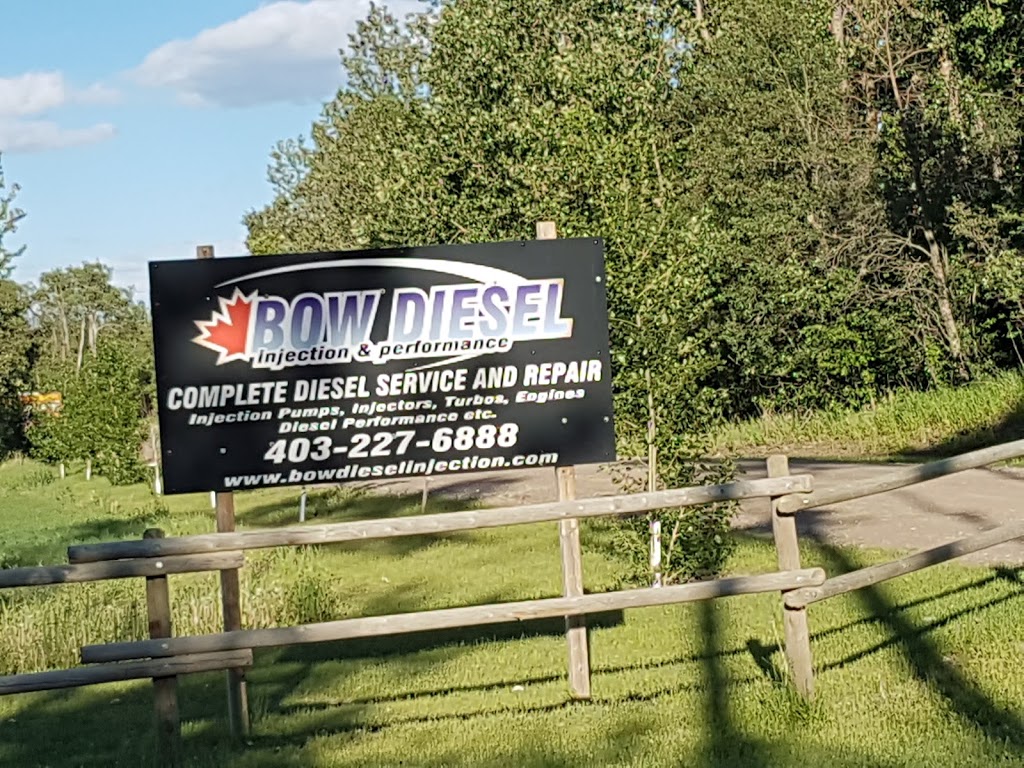 BOW DIESEL
injection & performance
COMPLETE DIESEL SERVICE AND REPAIR
Injection Pumps, Injectors, Turbos, Engines
Diesel Performance etc.
403-227-6888
www.bowdieselinjection.com